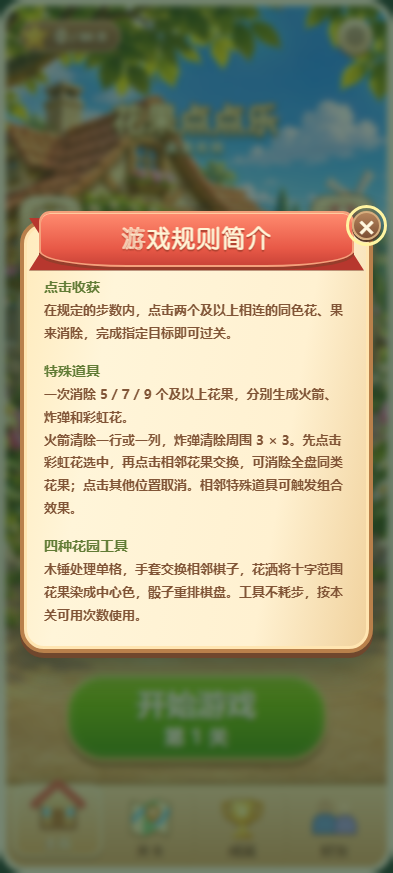 花果点点乐
游戏规则简介
点击收获
在规定的步数内，点击两个及以上相连的同色花、果
来消除，完成指定目标即可过关。
特殊道具
一次消除 5 / 7 / 9 个及以上花果，分别生成火箭、
炸弹和彩虹花。
火箭清除一行或一列，炸弹清除周围 3 × 3。先点击
彩虹花选中，再点击相邻花果交换，可消除全盘同类
花果；点击其他位置取消。相邻特殊道具可触发组合
效果。
四种花园工具
木锤处理单格，手套交换相邻棋子，花洒将十字范围
花果染成中心色，骰子重排棋盘。工具不耗步，按本
关可用次数使用。
开始游戏
第 1 关